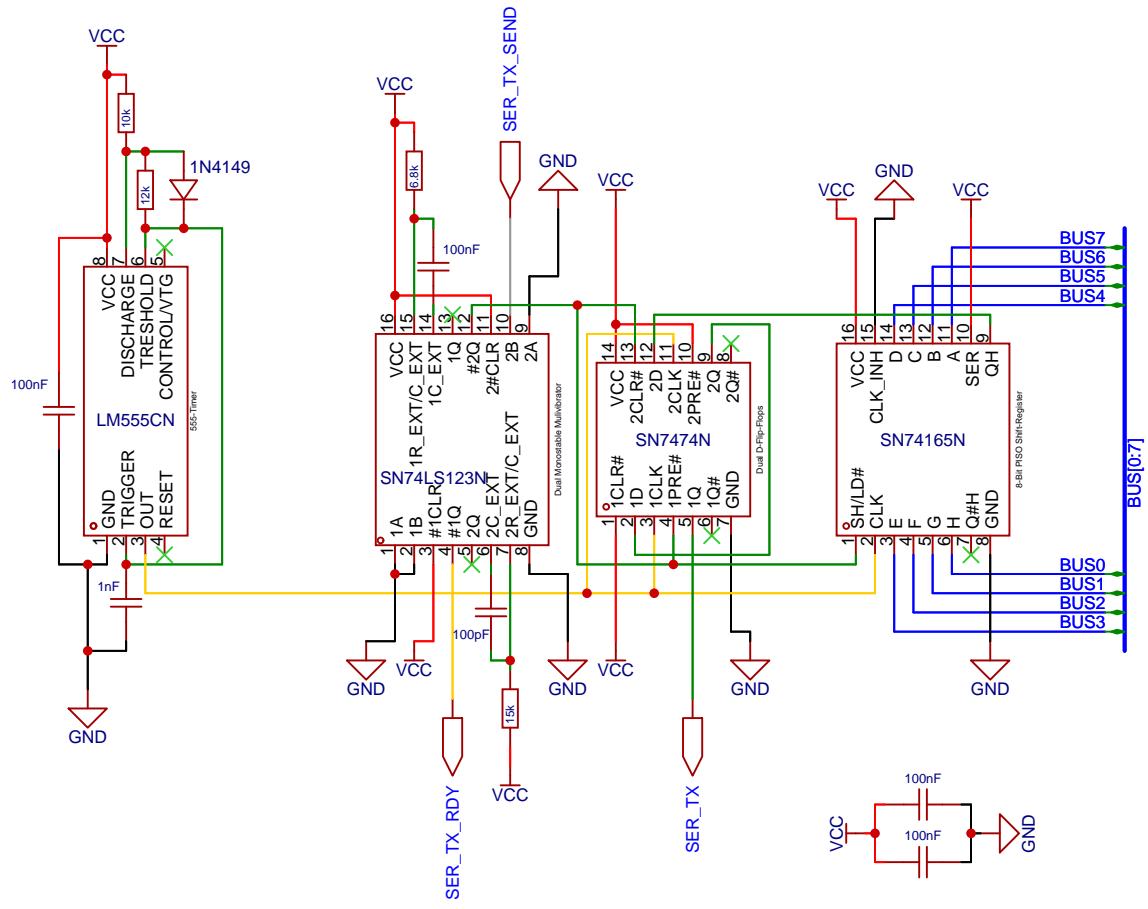 VCC
10k
12k
1N4149
100nF
8
7
6
5
VCC
DISCHARGE
TRESHOLD
CONTROL/VTG
LM555CN
555-Timer
GND
TRIGGER
OUT
RESET
1
2
3
4
1nF
GND
VCC
6.8k
100nF
SER_TX_SEND
GND
16
15
14
13
12
11
10
9
VCC
1R_EXT/C_EXT
1C_EXT
1Q
#2Q
2#CLR
2B
2A
SN74LS123N
Dual Monostable Mulivibrator
1A
1B
#1CLR
#1Q
2Q
2C_EXT
2R_EXT/C_EXT
GND
1
2
3
4
5
6
7
8
GND
VCC
100pF
15k
VCC
GND
SER_TX_RDY
VCC
14
13
12
11
10
9
8
VCC
2CLR#
2D
2CLK
2PRE#
2Q
2Q#
SN7474N
Dual D-Flip-Flops
1CLR#
1D
1CLK
1PRE#
1Q
1Q#
GND
1
2
3
4
5
6
7
VCC
GND
SER_TX
VCC
GND
VCC
16
15
14
13
12
11
10
9
VCC
CLK_INH
D
C
B
A
SER
QH
SN74165N
8-Bit PISO Shift-Register
SH/LD#
CLK
E
F
G
H
Q#H
GND
1
2
3
4
5
6
7
8
GND
BUS7
BUS6
BUS5
BUS4
BUS[0:7]
BUS0
BUS1
BUS2
BUS3
100nF
VCC
GND
100nF